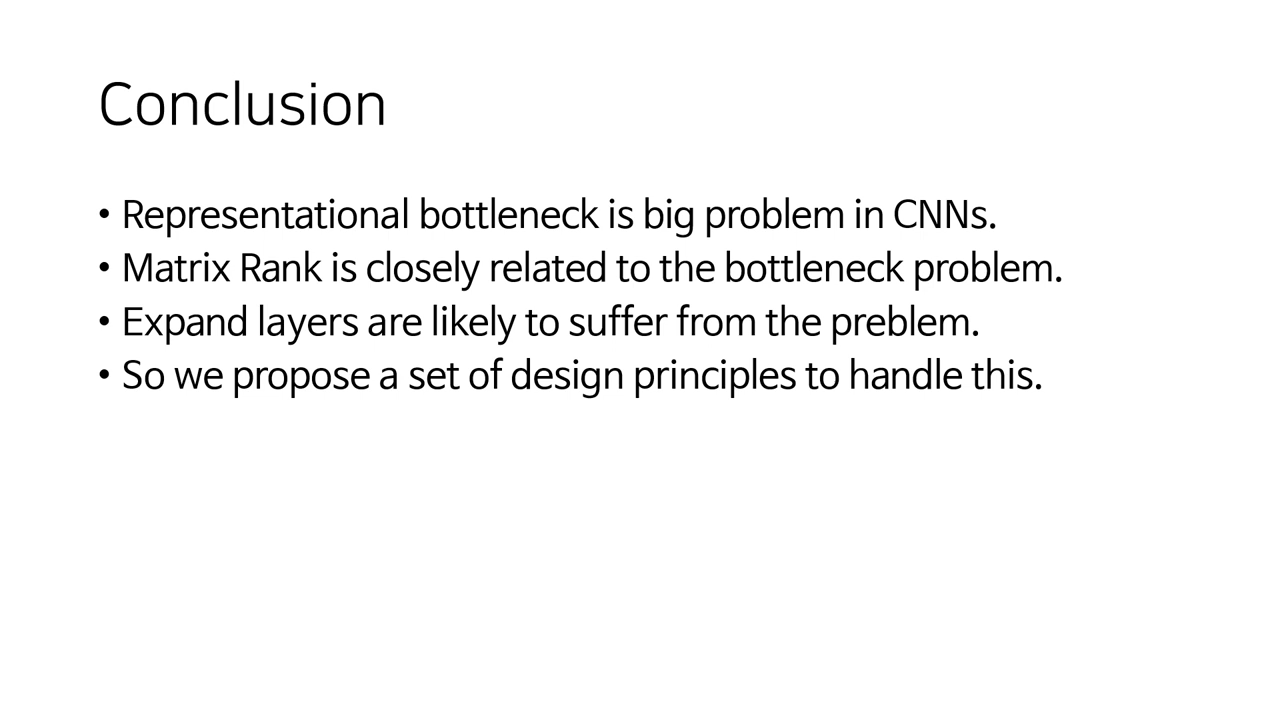 Conclusion
• Representational bottleneck is big problem in CNNs.
• Matrix Rank is closely related to the bottleneck problem.
• Expand layers are likely to suffer from the preblem.
• So we propose a set of design principles to handle this.